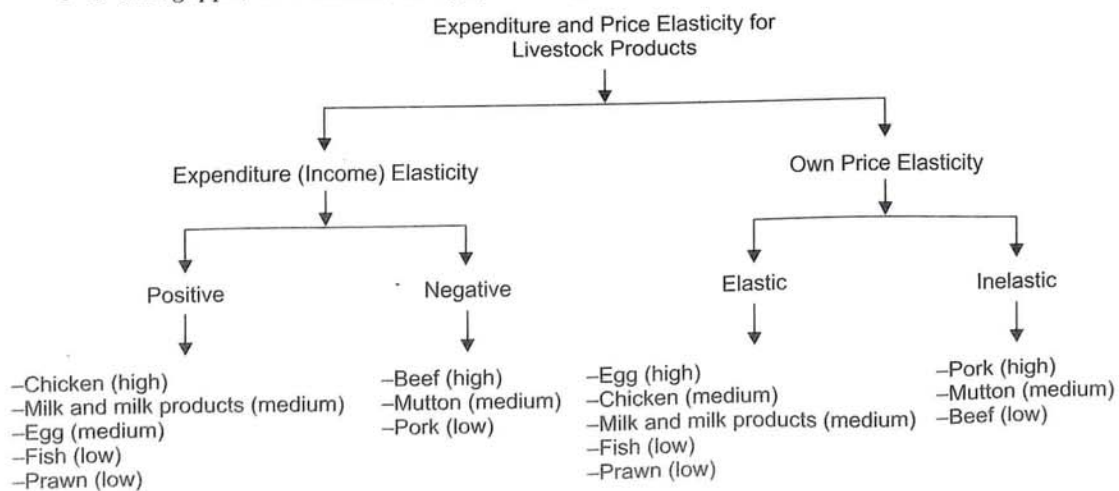 Expenditure and Price Elasticity for
Livestock Products
Expenditure (Income) Elasticity
Own Price Elasticity
Positive
Negative
Elastic
Inelastic
–Chicken (high)
–Milk and milk products (medium)
–Egg (medium)
–Fish (low)
–Prawn (low)
–Beef (high)
–Mutton (medium)
–Pork (low)
–Egg (high)
–Chicken (medium)
–Milk and milk products (medium)
–Fish (low)
–Prawn (low)
–Pork (high)
–Mutton (medium)
–Beef (low)